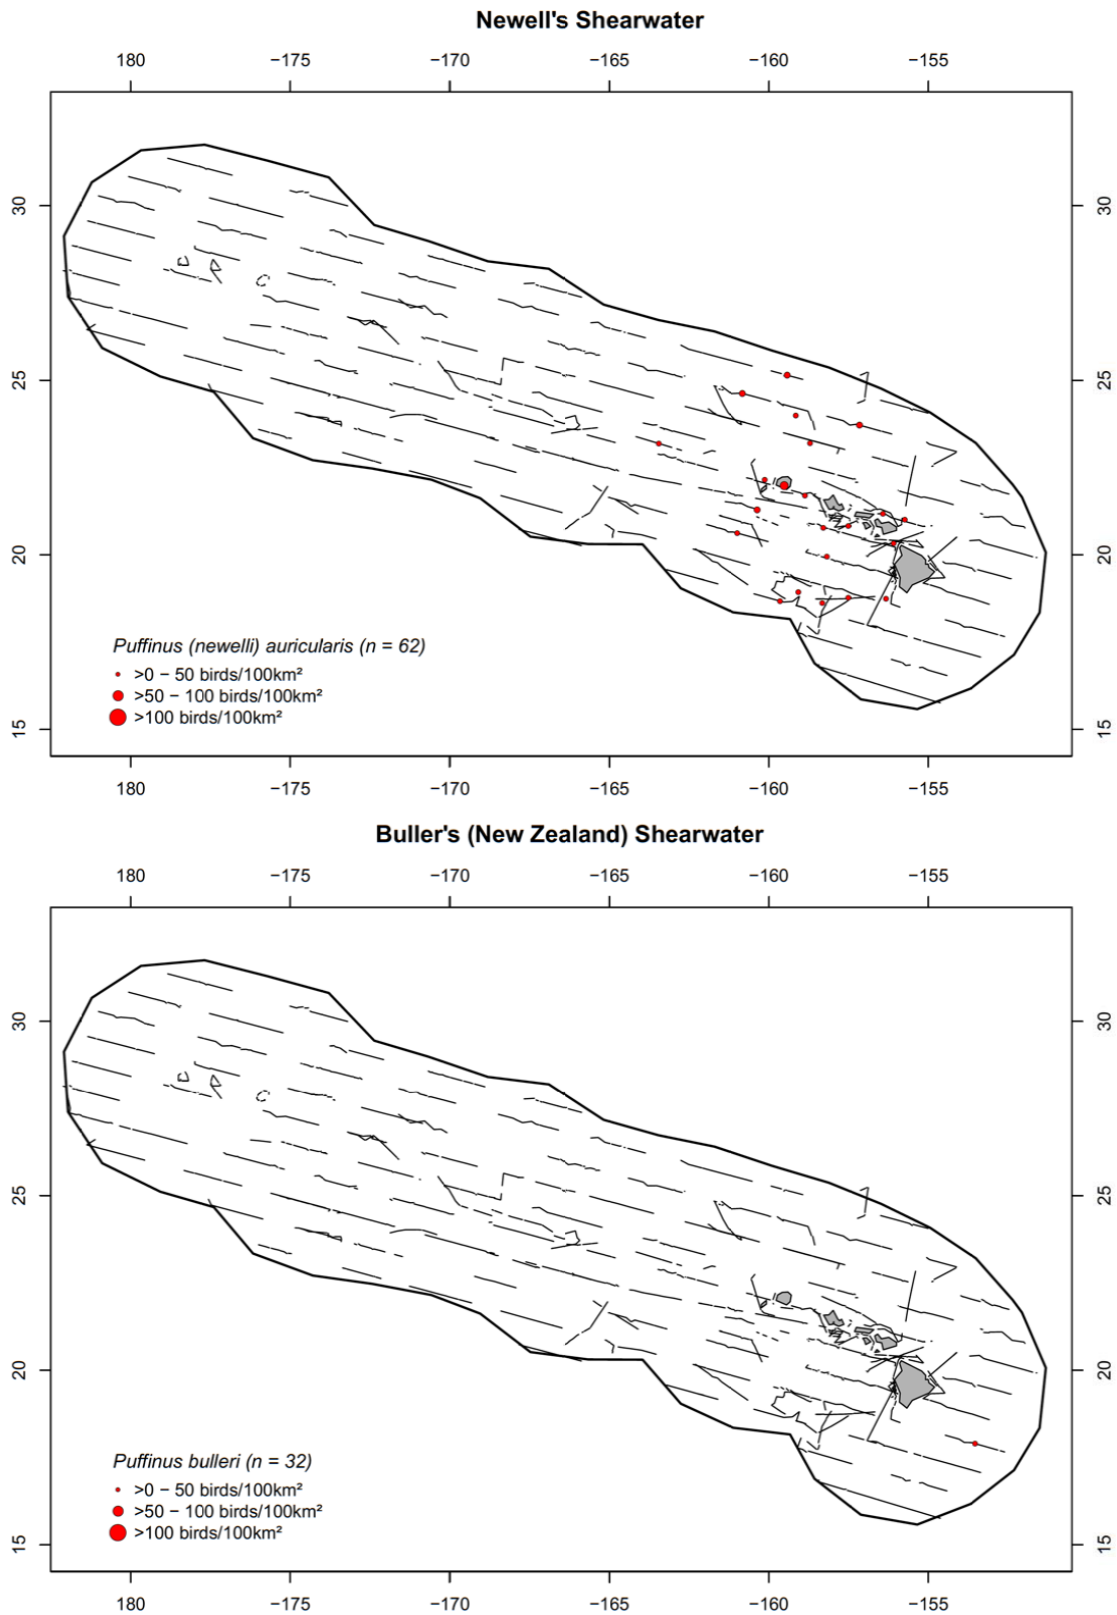 Newell's Shearwater
180 −175 −170 −165 −160 −155
30 30
25 25
20 20
15 15
Puffinus (newelli) auricularis (n = 62)
>0 − 50 birds/100km²
>50 − 100 birds/100km²
>100 birds/100km²
180 −175 −170 −165 −160 −155
Buller's (New Zealand) Shearwater
180 −175 −170 −165 −160 −155
30 30
25 25
20 20
15 15
Puffinus bulleri (n = 32)
>0 − 50 birds/100km²
>50 − 100 birds/100km²
>100 birds/100km²
180 −175 −170 −165 −160 −155